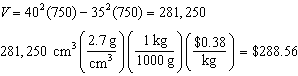 V = 40²(750) − 35²(750) = 281,250
281,250 cm³ (2.7 g / cm³) (1 kg / 1000 g) ($0.38 / kg) = $288.56